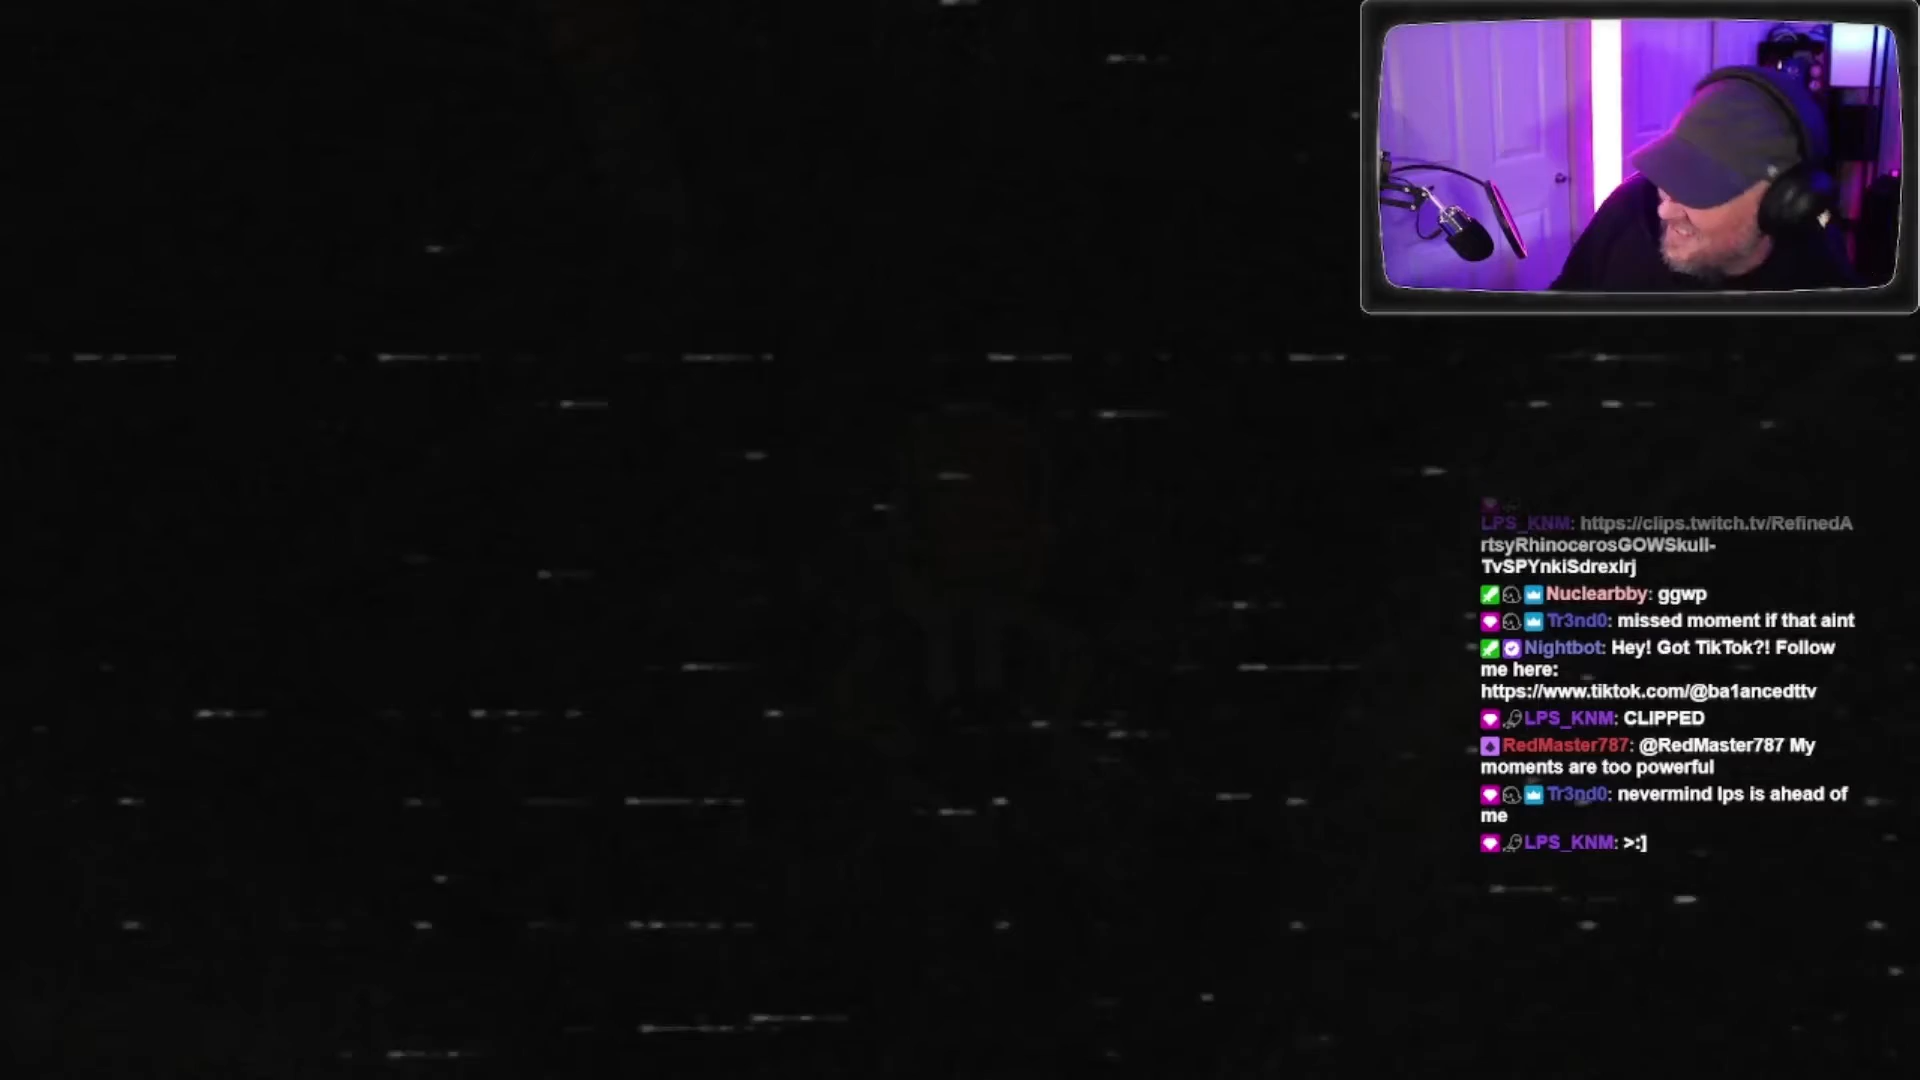 LPS_KNM: https://clips.twitch.tv/RefinedA
rtsyRhinocerosGOWSkull-
TvSPYnkiSdrexIrj
Nuclearbby: ggwp
Tr3nd0: missed moment if that aint
Nightbot: Hey! Got TikTok?! Follow
me here:
https://www.tiktok.com/@ba1ancedttv
LPS_KNM: CLIPPED
RedMaster787: @RedMaster787 My
moments are too powerful
Tr3nd0: nevermind lps is ahead of
me
LPS_KNM: >:]